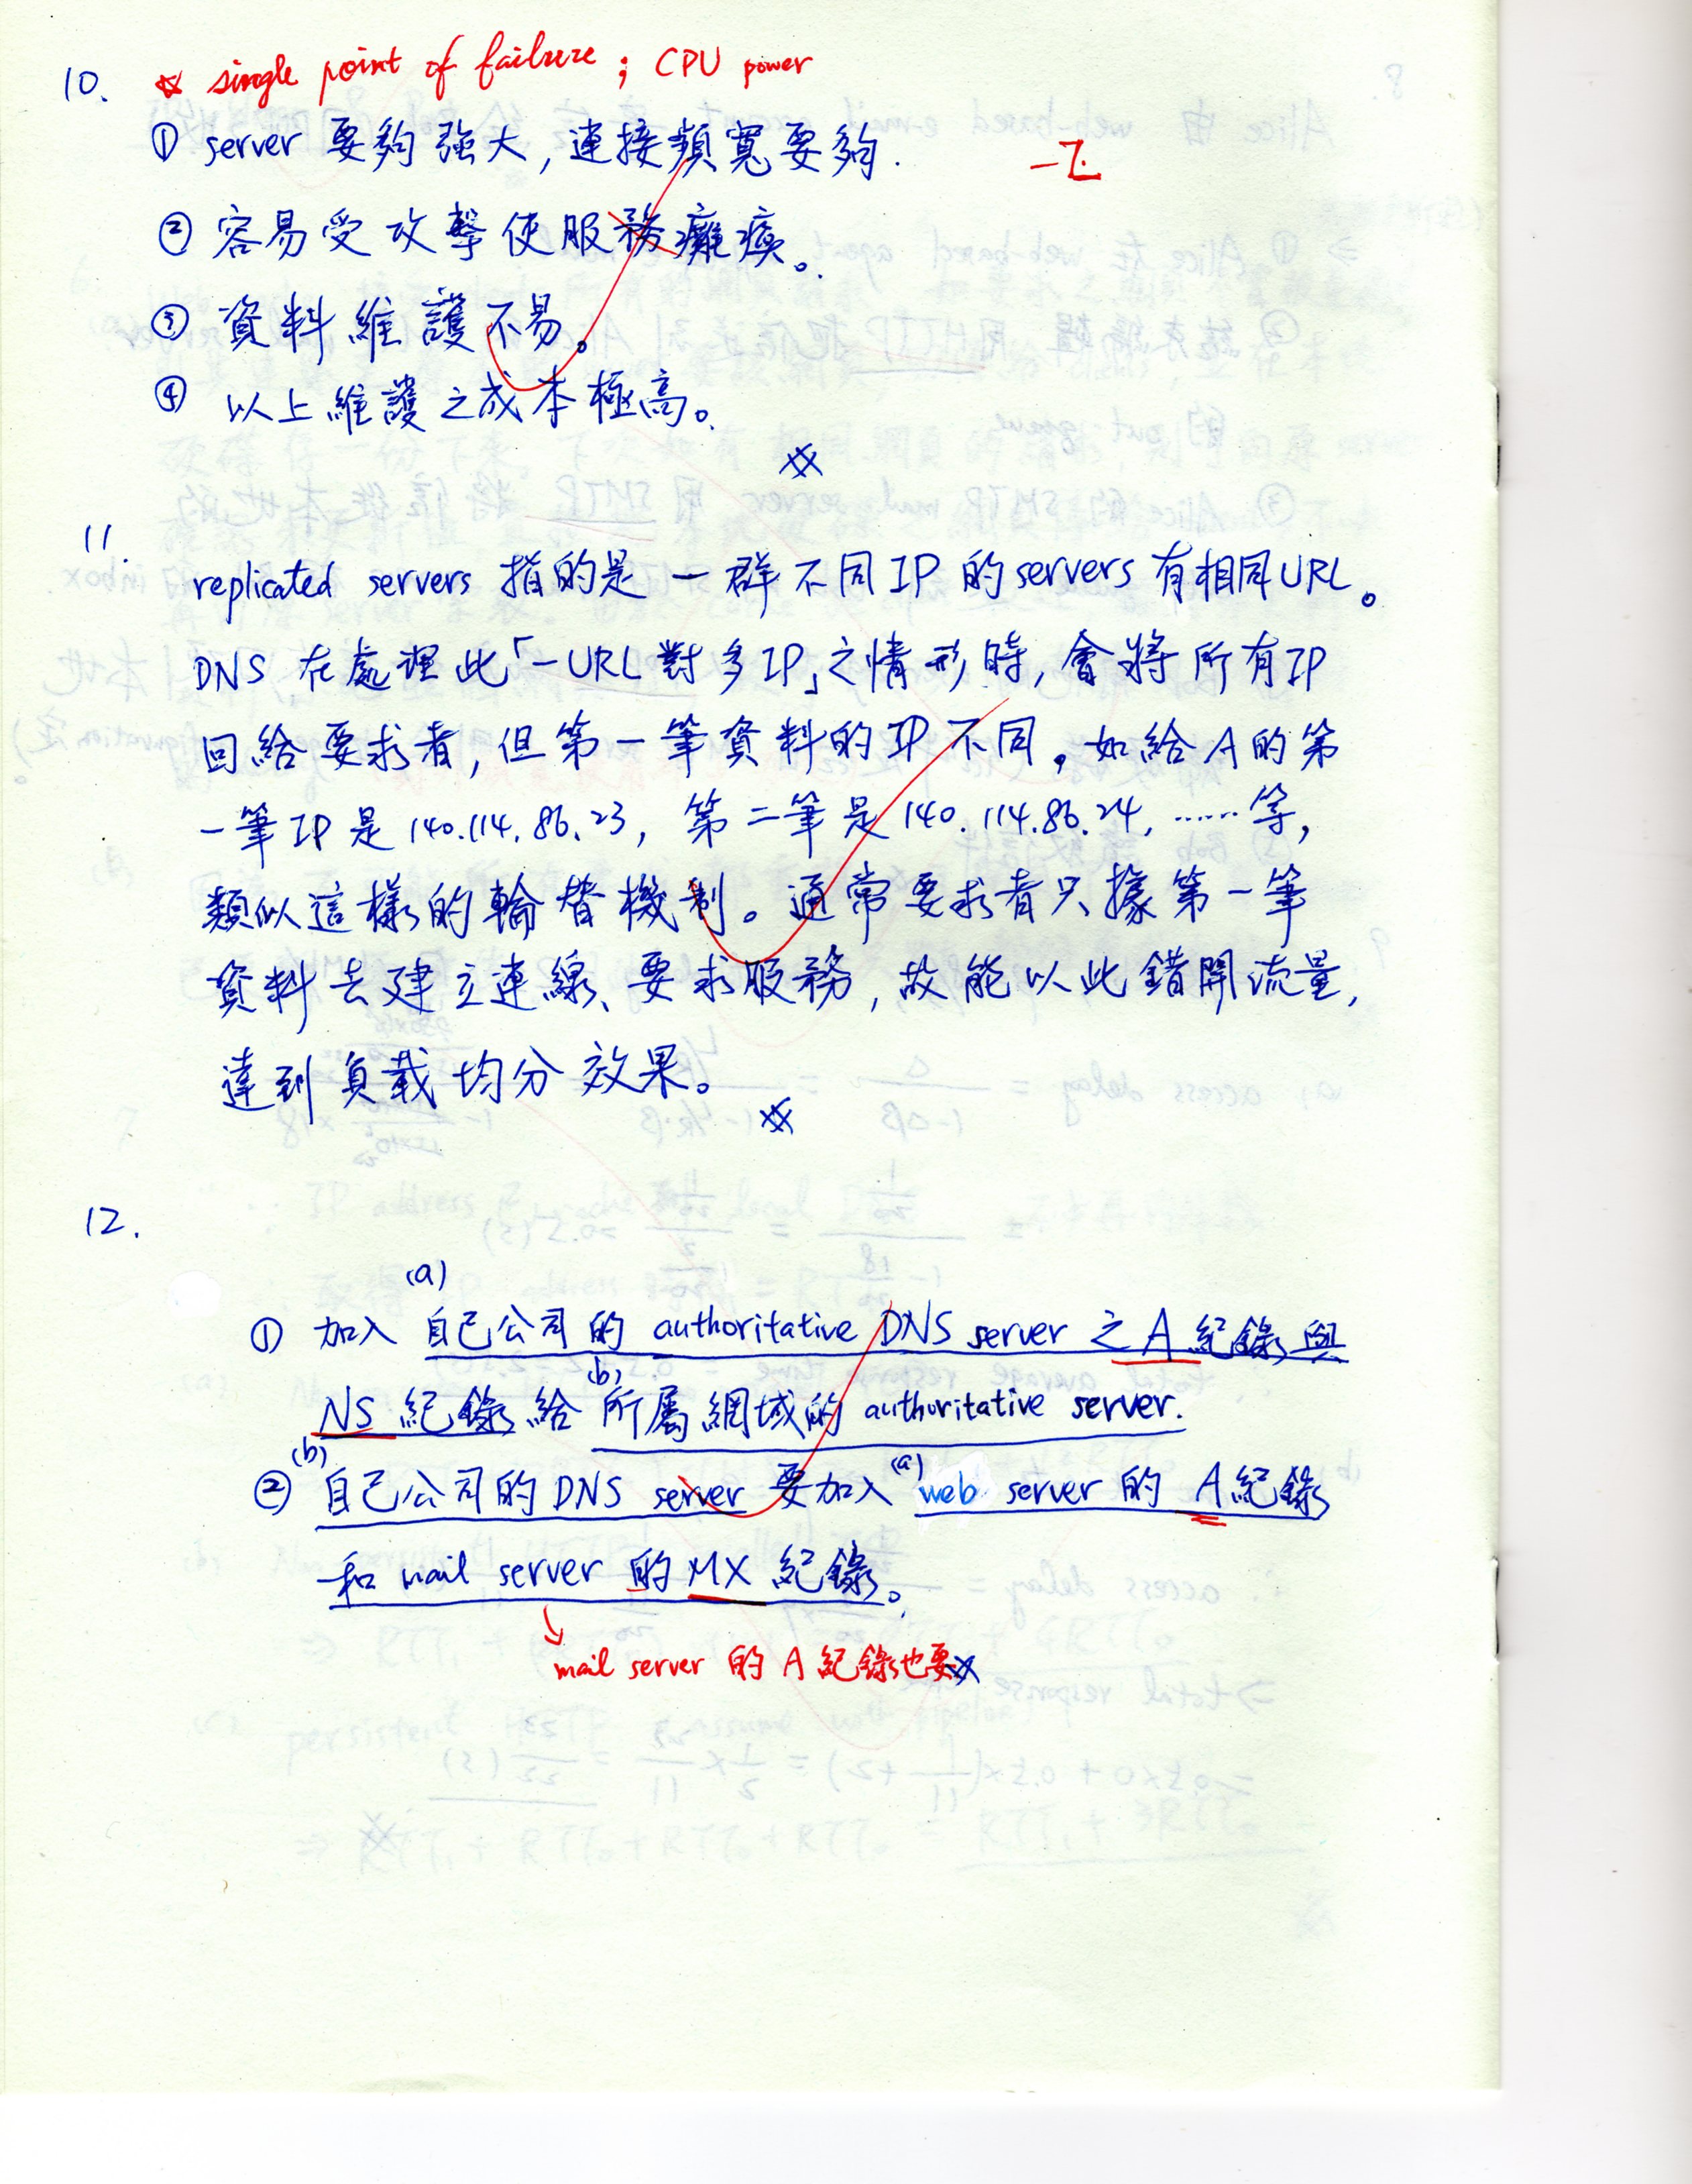 10. single point of failure ; CPU power
① server 要夠強大, 連接頻寬要夠.
② 容易受攻擊使服務癱瘓。
③ 資料維護不易。
④ 以上維護之成本極高。
11.
replicated servers 指的是一群不同IP的servers有相同URL。
DNS 在處理此「一URL對多IP」之情形時, 會將所有IP
回給要求者, 但第一筆資料的IP不同。如給A的第
一筆IP是140.114.86.23, 第二筆是140.114.86.24, ……等,
類似這樣的輪替機制。通常要求者只據第一筆
資料去建立連線、要求服務, 故能以此錯開流量,
達到負載均分效果。
12.
(a)
① 加入 自己公司的 authoritative DNS server 之 A 紀錄與
(b)
NS 紀錄給 所屬網域的 authoritative server.
(b) (a)
② 自己公司的 DNS server 要加入 web server 的 A紀錄
和 mail server 的 MX 紀錄。
mail server 的 A 紀錄也要